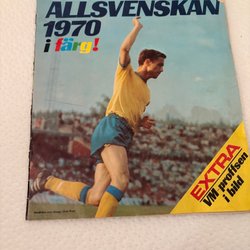 ALLSVENSKAN
1970
i färg!
EXTRA
VM proffsen
i bild